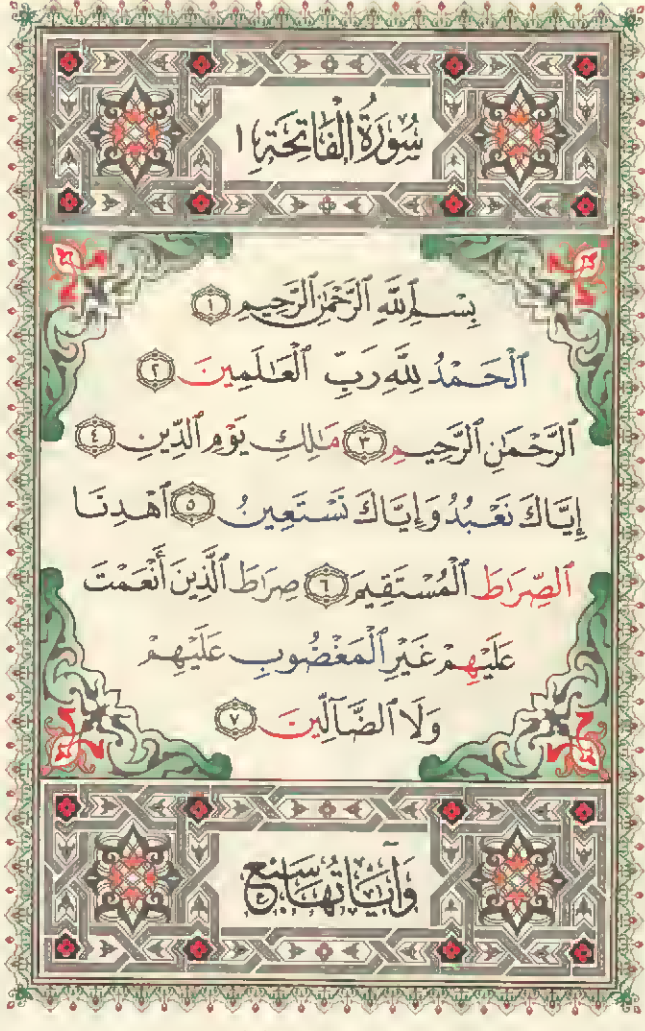 سُورَةُ الْفَاتِحَةِ ١
بِسْمِ ٱللَّهِ ٱلرَّحْمَٰنِ ٱلرَّحِيمِ ١
ٱلْحَمْدُ لِلَّهِ رَبِّ ٱلْعَٰلَمِينَ ٢
ٱلرَّحْمَٰنِ ٱلرَّحِيمِ ٣ مَٰلِكِ يَوْمِ ٱلدِّينِ ٤
إِيَّاكَ نَعْبُدُ وَإِيَّاكَ نَسْتَعِينُ ٥ ٱهْدِنَا
ٱلصِّرَٰطَ ٱلْمُسْتَقِيمَ ٦ صِرَٰطَ ٱلَّذِينَ أَنْعَمْتَ
عَلَيْهِمْ غَيْرِ ٱلْمَغْضُوبِ عَلَيْهِمْ
وَلَا ٱلضَّآلِّينَ ٧
وَآيَاتُهَا سَبْعٌ